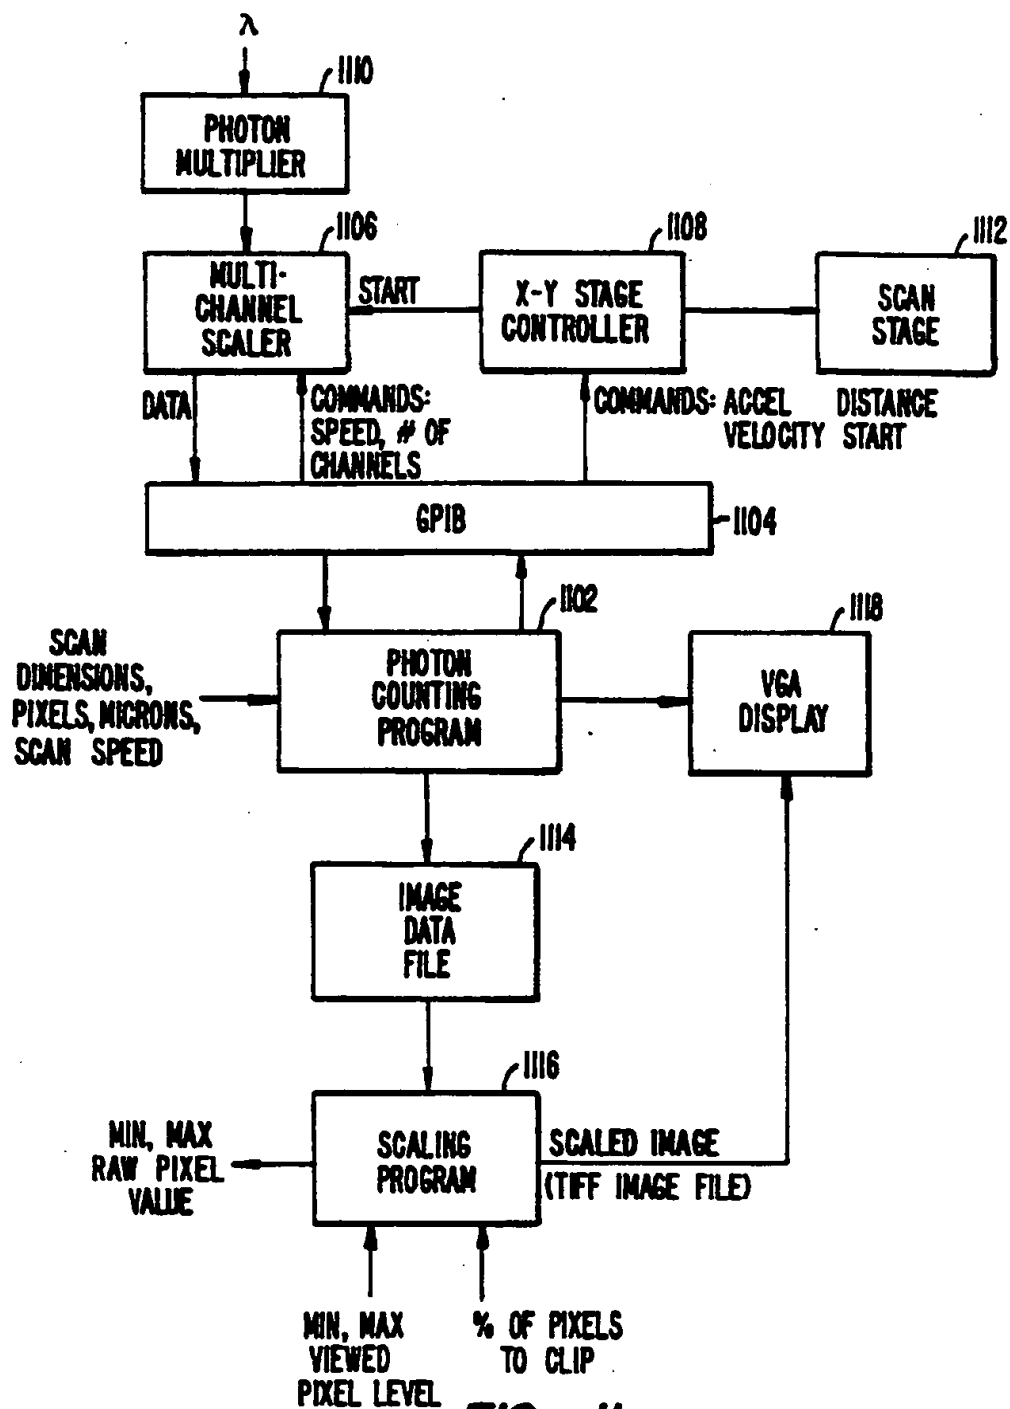 λ
1110
PHOTON
MULTIPLIER
1106
1108
1112
MULTI-
CHANNEL
SCALER
START
X-Y STAGE
CONTROLLER
SCAN
STAGE
DATA
COMMANDS:
SPEED, # OF
CHANNELS
COMMANDS: ACCEL DISTANCE
VELOCITY START
GPIB
1104
1102
1118
SCAN
DIMENSIONS,
PIXELS, MICRONS,
SCAN SPEED
PHOTON
COUNTING
PROGRAM
VGA
DISPLAY
1114
IMAGE
DATA
FILE
1116
MIN, MAX
RAW PIXEL
VALUE
SCALING
PROGRAM
SCALED IMAGE
(TIFF IMAGE FILE)
MIN, MAX
VIEWED
PIXEL LEVEL
% OF PIXELS
TO CLIP